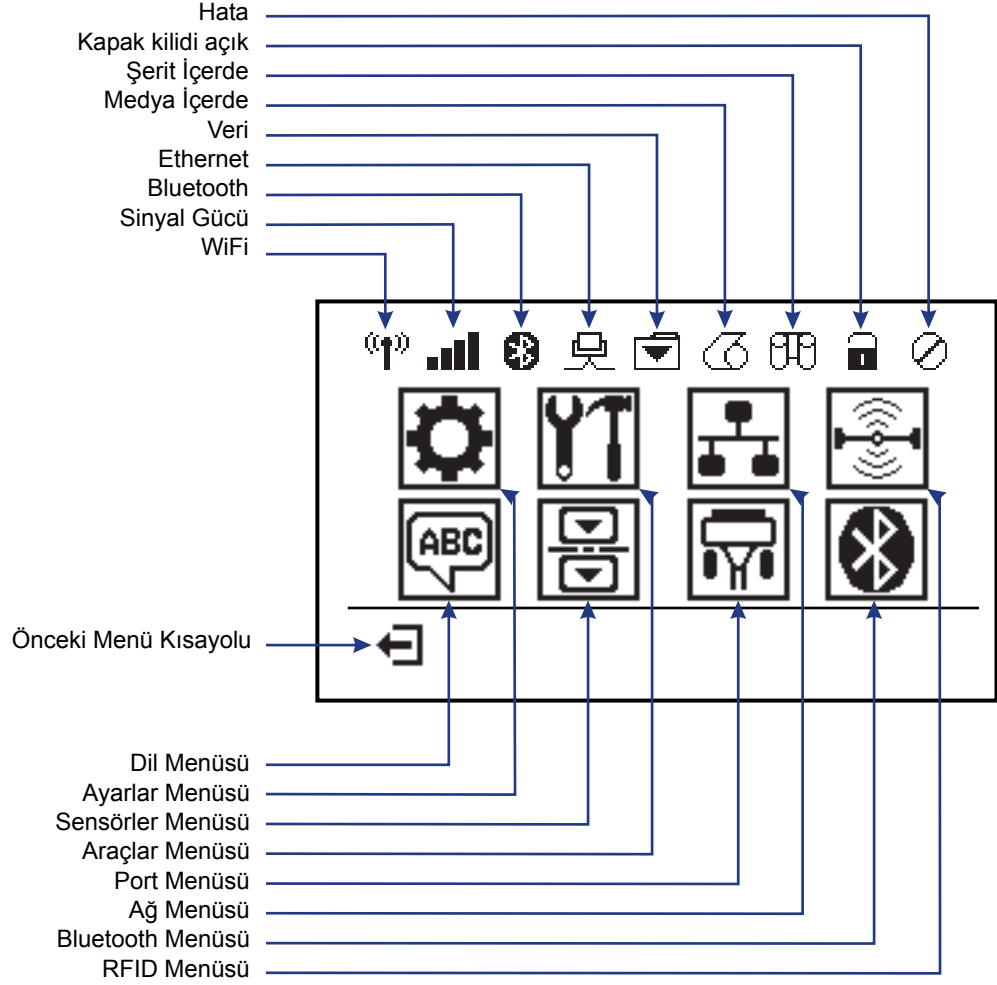 Hata
Kapak kilidi açık
Şerit İçerde
Medya İçerde
Veri
Ethernet
Bluetooth
Sinyal Gücü
WiFi
ABC
Önceki Menü Kısayolu
Dil Menüsü
Ayarlar Menüsü
Sensörler Menüsü
Araçlar Menüsü
Port Menüsü
Ağ Menüsü
Bluetooth Menüsü
RFID Menüsü